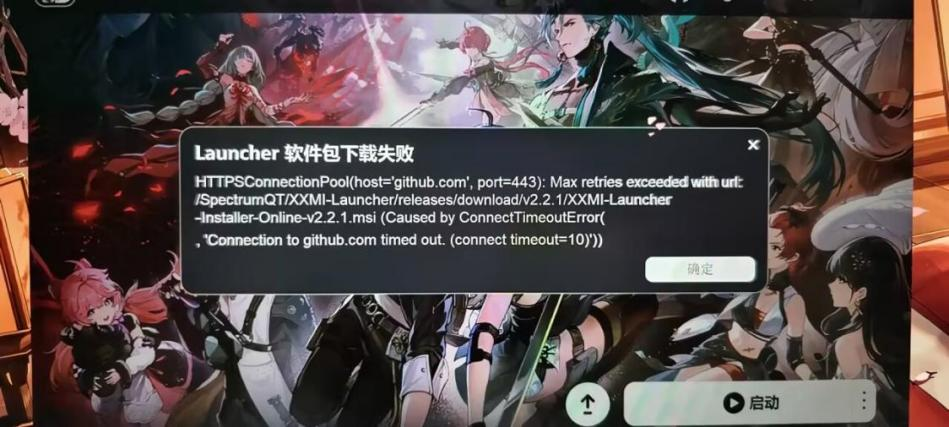 Launcher 软件包下载失败
HTTPSConnectionPool(host='github.com', port=443): Max retries exceeded with url:
/SpectrumQT/XXMI-Launcher/releases/download/v2.2.1/XXMI-Launcher
-Installer-Online-v2.2.1.msi (Caused by ConnectTimeoutError(
, 'Connection to github.com timed out. (connect timeout=10)'))
确定
启动